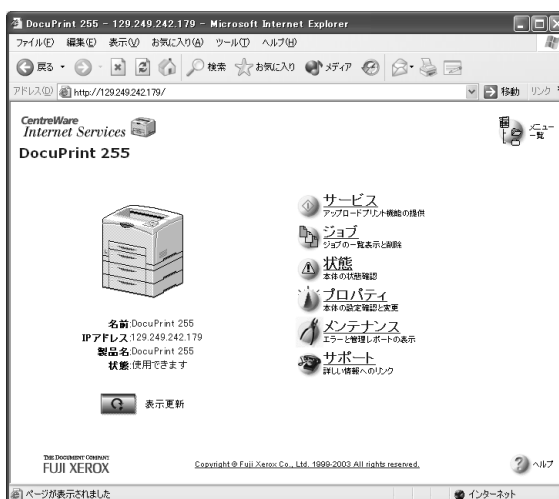 DocuPrint 255 - 129.249.242.179 - Microsoft Internet Explorer
ファイル(F) 編集(E) 表示(V) お気に入り(A) ツール(T) ヘルプ(H)
戻る 検索 お気に入り メディア
アドレス(D) http://129.249.242.179/ 移動 リンク
CentreWare
Internet Services
DocuPrint 255
メニュー
一覧
サービス
アップロードプリント機能の提供
ジョブ
ジョブの一覧表示と削除
状態
本体の状態確認
プロパティ
本体の設定確認と変更
メンテナンス
エラーと管理レポートの表示
サポート
詳しい情報へのリンク
名前:DocuPrint 255
IPアドレス:129.249.242.179
製品名:DocuPrint 255
状態:使用できます
表示更新
THE DOCUMENT COMPANY
FUJI XEROX
Copyright © Fuji Xerox Co., Ltd. 1999-2003 All rights reserved.
ヘルプ
ページが表示されました インターネット